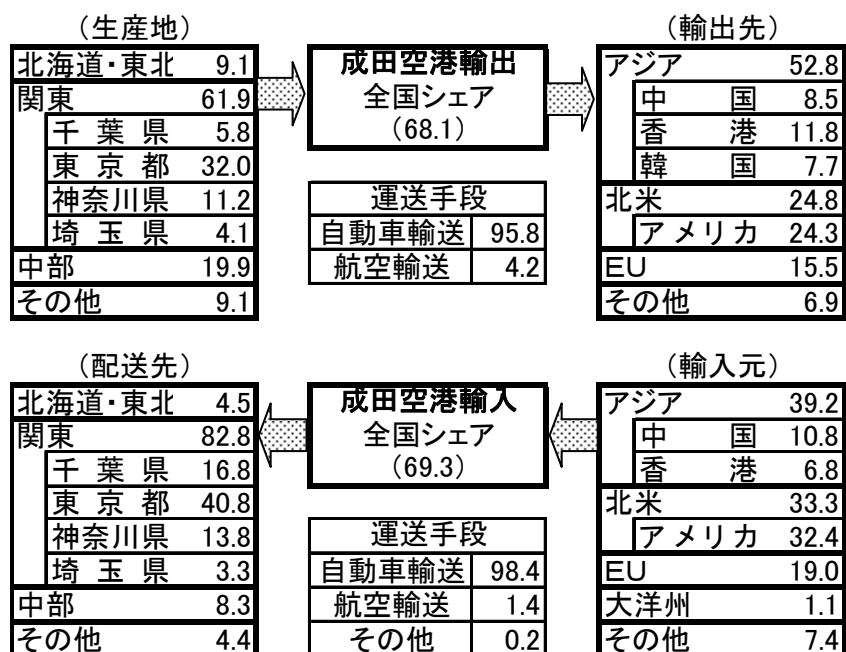 （生産地）
北海道・東北 9.1
関東 61.9
千葉県 5.8
東京都 32.0
神奈川県 11.2
埼玉県 4.1
中部 19.9
その他 9.1
成田空港輸出
全国シェア
（68.1）
運送手段
自動車輸送 95.8
航空輸送 4.2
（輸出先）
アジア 52.8
中国 8.5
香港 11.8
韓国 7.7
北米 24.8
アメリカ 24.3
EU 15.5
その他 6.9
（配送先）
北海道・東北 4.5
関東 82.8
千葉県 16.8
東京都 40.8
神奈川県 13.8
埼玉県 3.3
中部 8.3
その他 4.4
成田空港輸入
全国シェア
（69.3）
運送手段
自動車輸送 98.4
航空輸送 1.4
その他 0.2
（輸入元）
アジア 39.2
中国 10.8
香港 6.8
北米 33.3
アメリカ 32.4
EU 19.0
大洋州 1.1
その他 7.4